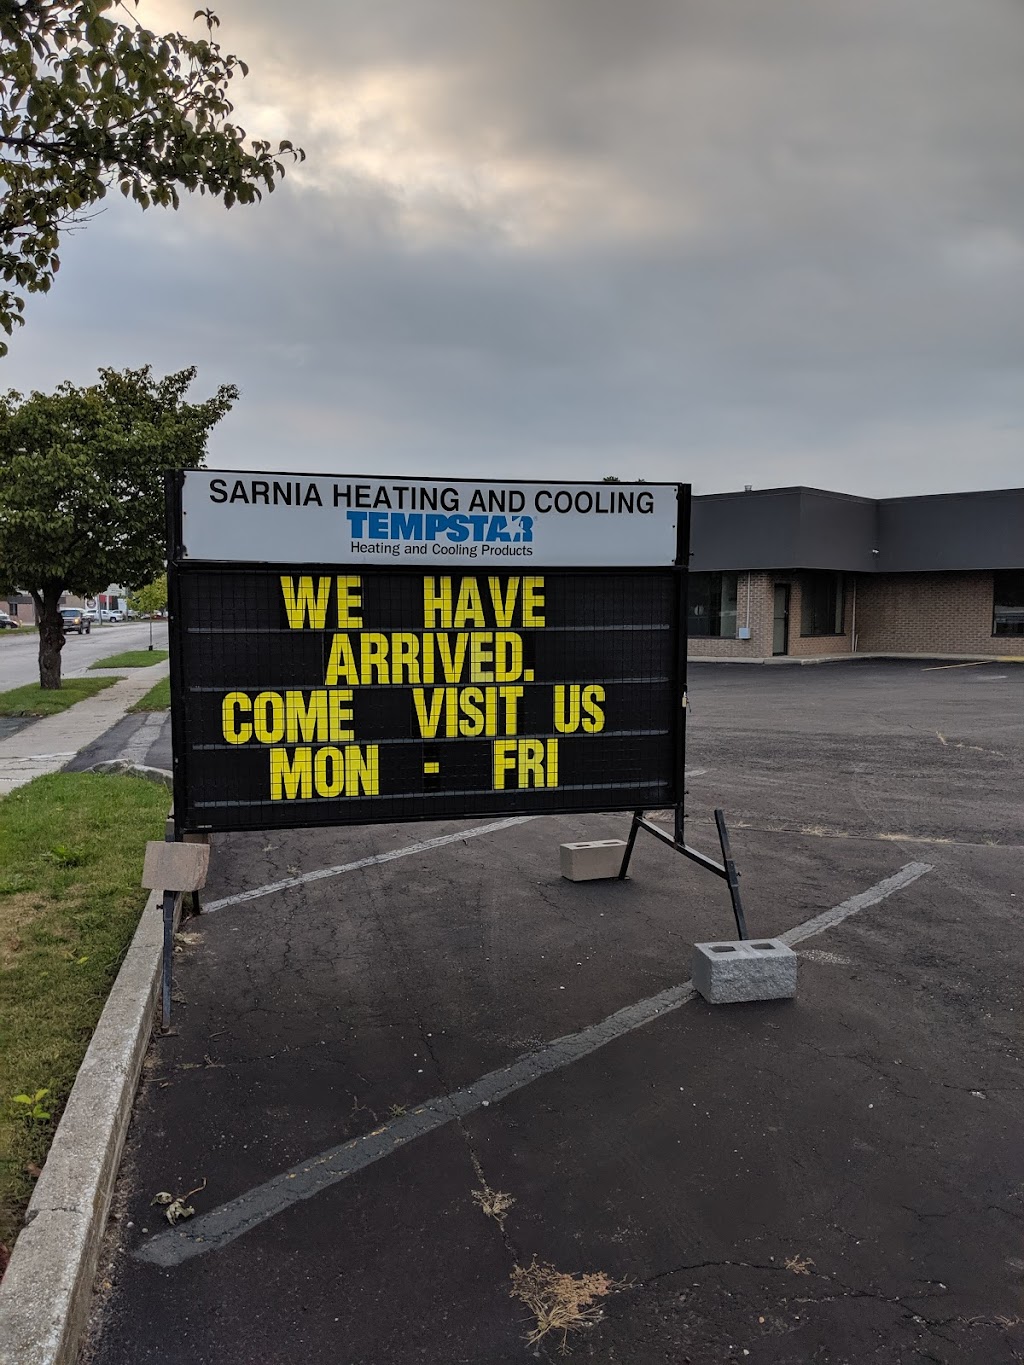 SARNIA HEATING AND COOLING
TEMPSTAR
Heating and Cooling Products
WE HAVE
ARRIVED.
COME VISIT US
MON - FRI